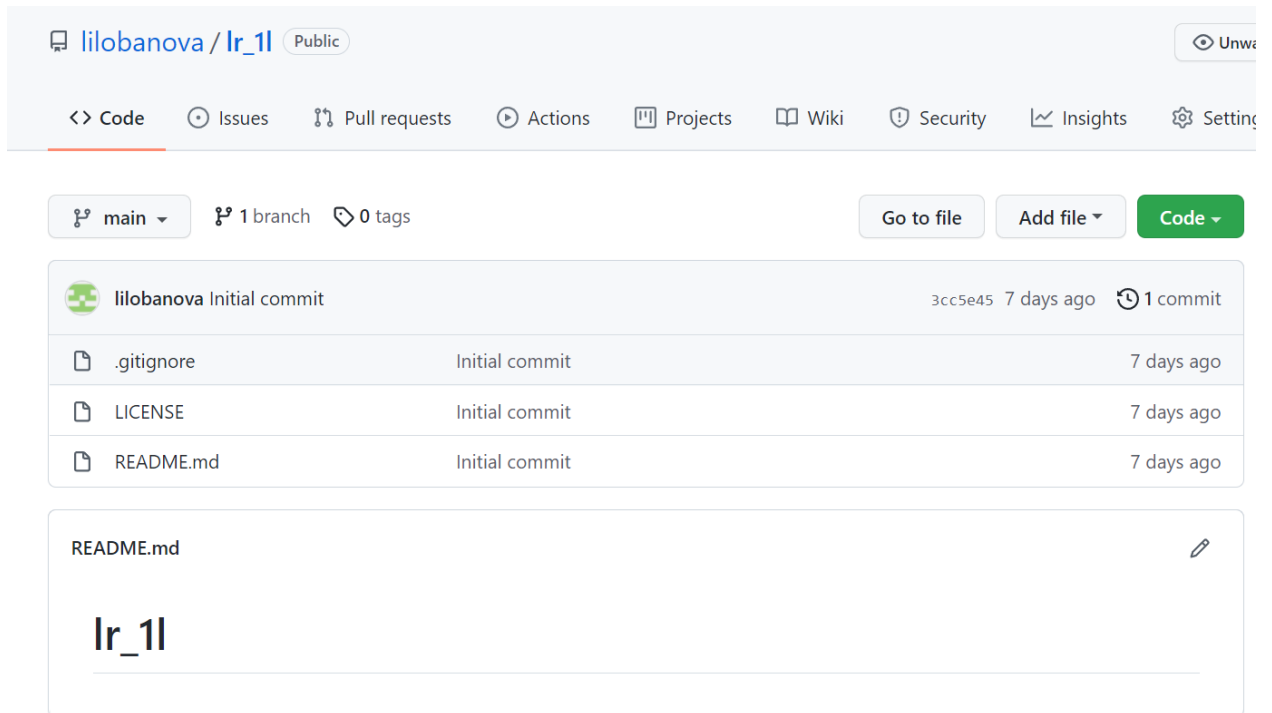 lilobanova / lr_1l Public Unwa
Code Issues Pull requests Actions Projects Wiki Security Insights Setting
main 1 branch 0 tags Go to file Add file Code
lilobanova Initial commit 3cc5e45 7 days ago 1 commit
.gitignore Initial commit 7 days ago
LICENSE Initial commit 7 days ago
README.md Initial commit 7 days ago
README.md
lr_1l